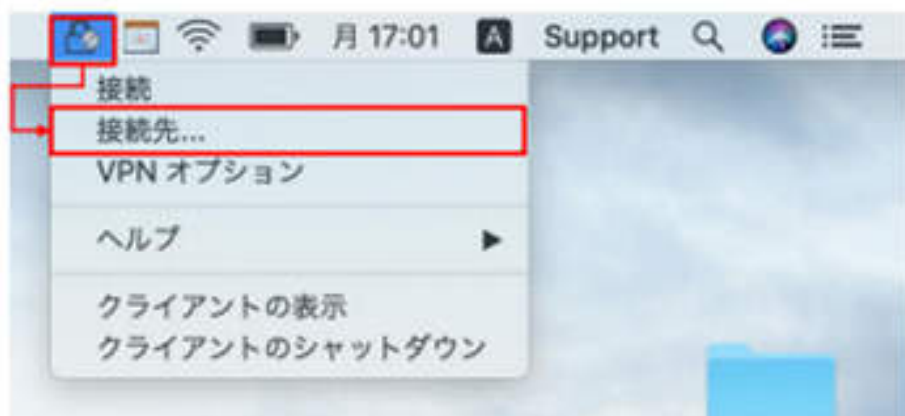 月 17:01 A Support
接続
接続先...
VPN オプション
ヘルプ
クライアントの表示
クライアントのシャットダウン